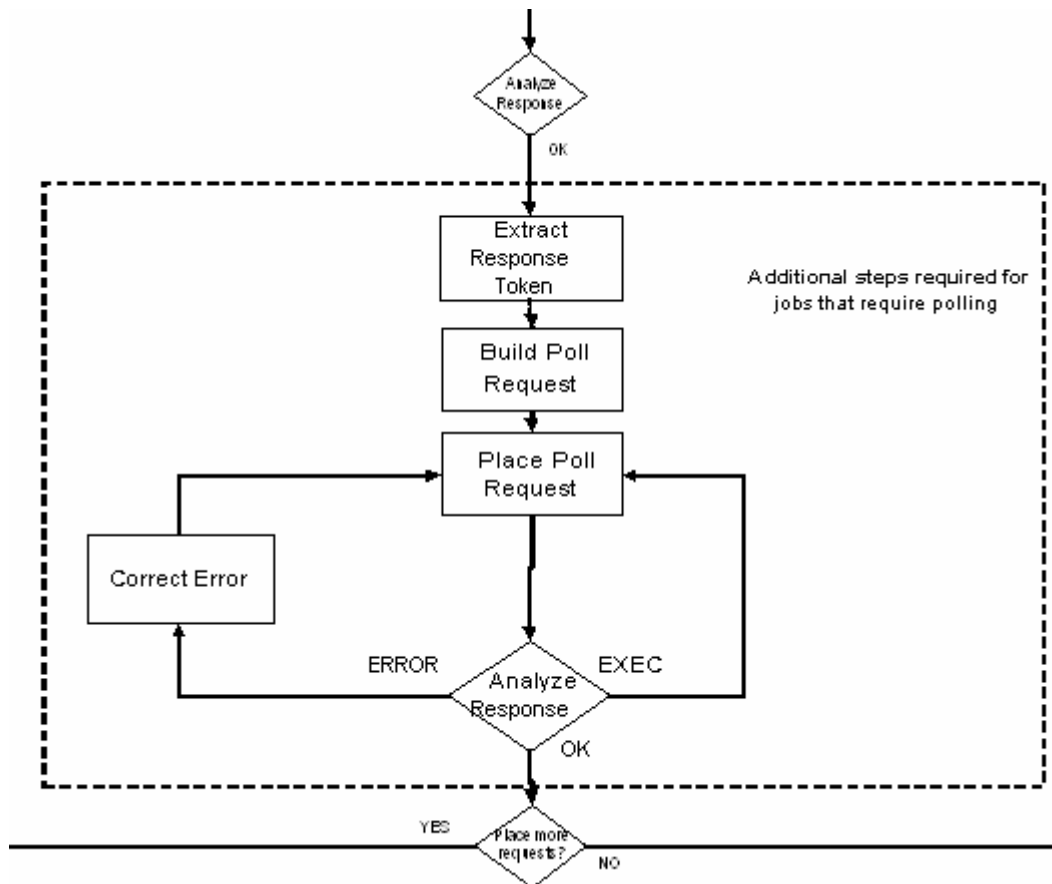 Analyze
Response
OK
Extract
Response
Token
Additional steps required for
jobs that require polling
Build Poll
Request
Place Poll
Request
Correct Error
ERROR
EXEC
Analyze
Response
OK
YES
Place more
requests?
NO